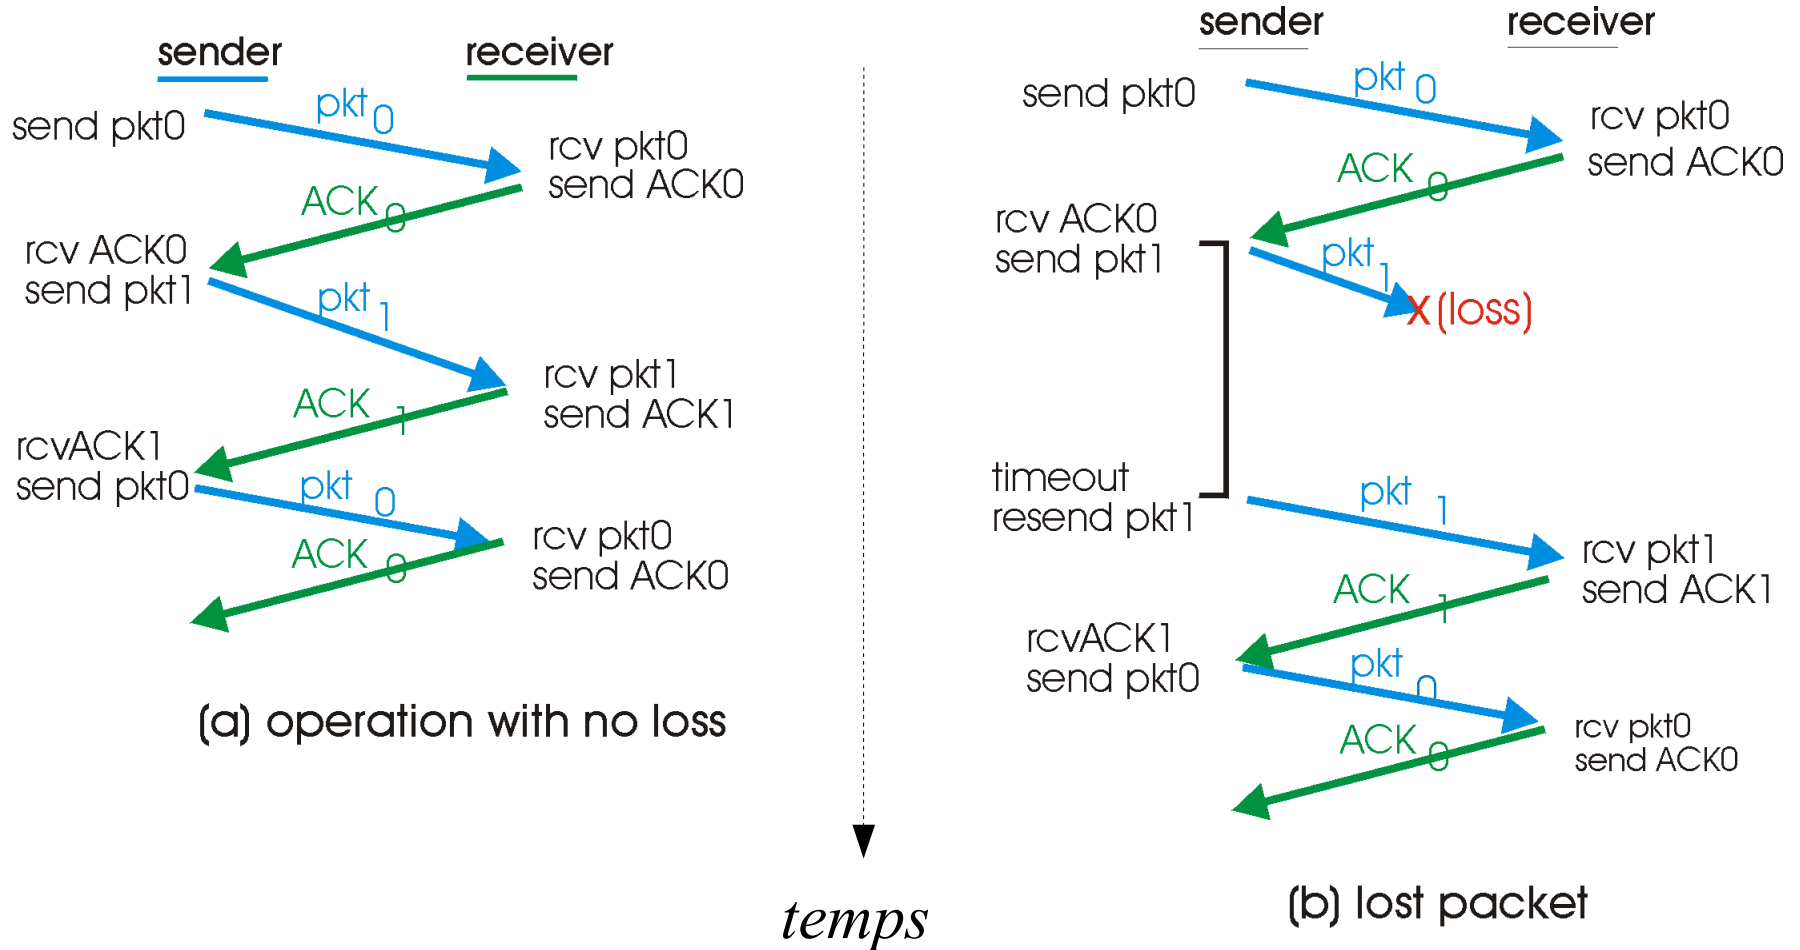 sender receiver
send pkt0
pkt 0
rcv pkt0
send ACK0
ACK 0
rcv ACK0
send pkt1
pkt 1
rcv pkt1
send ACK1
ACK 1
rcvACK1
send pkt0
pkt 0
rcv pkt0
send ACK0
ACK 0
(a) operation with no loss
temps
sender receiver
send pkt0
pkt 0
rcv pkt0
send ACK0
ACK 0
rcv ACK0
send pkt1
pkt 1
X (loss)
timeout
resend pkt1
pkt 1
rcv pkt1
send ACK1
ACK 1
rcvACK1
send pkt0
pkt 0
rcv pkt0
send ACK0
ACK 0
(b) lost packet